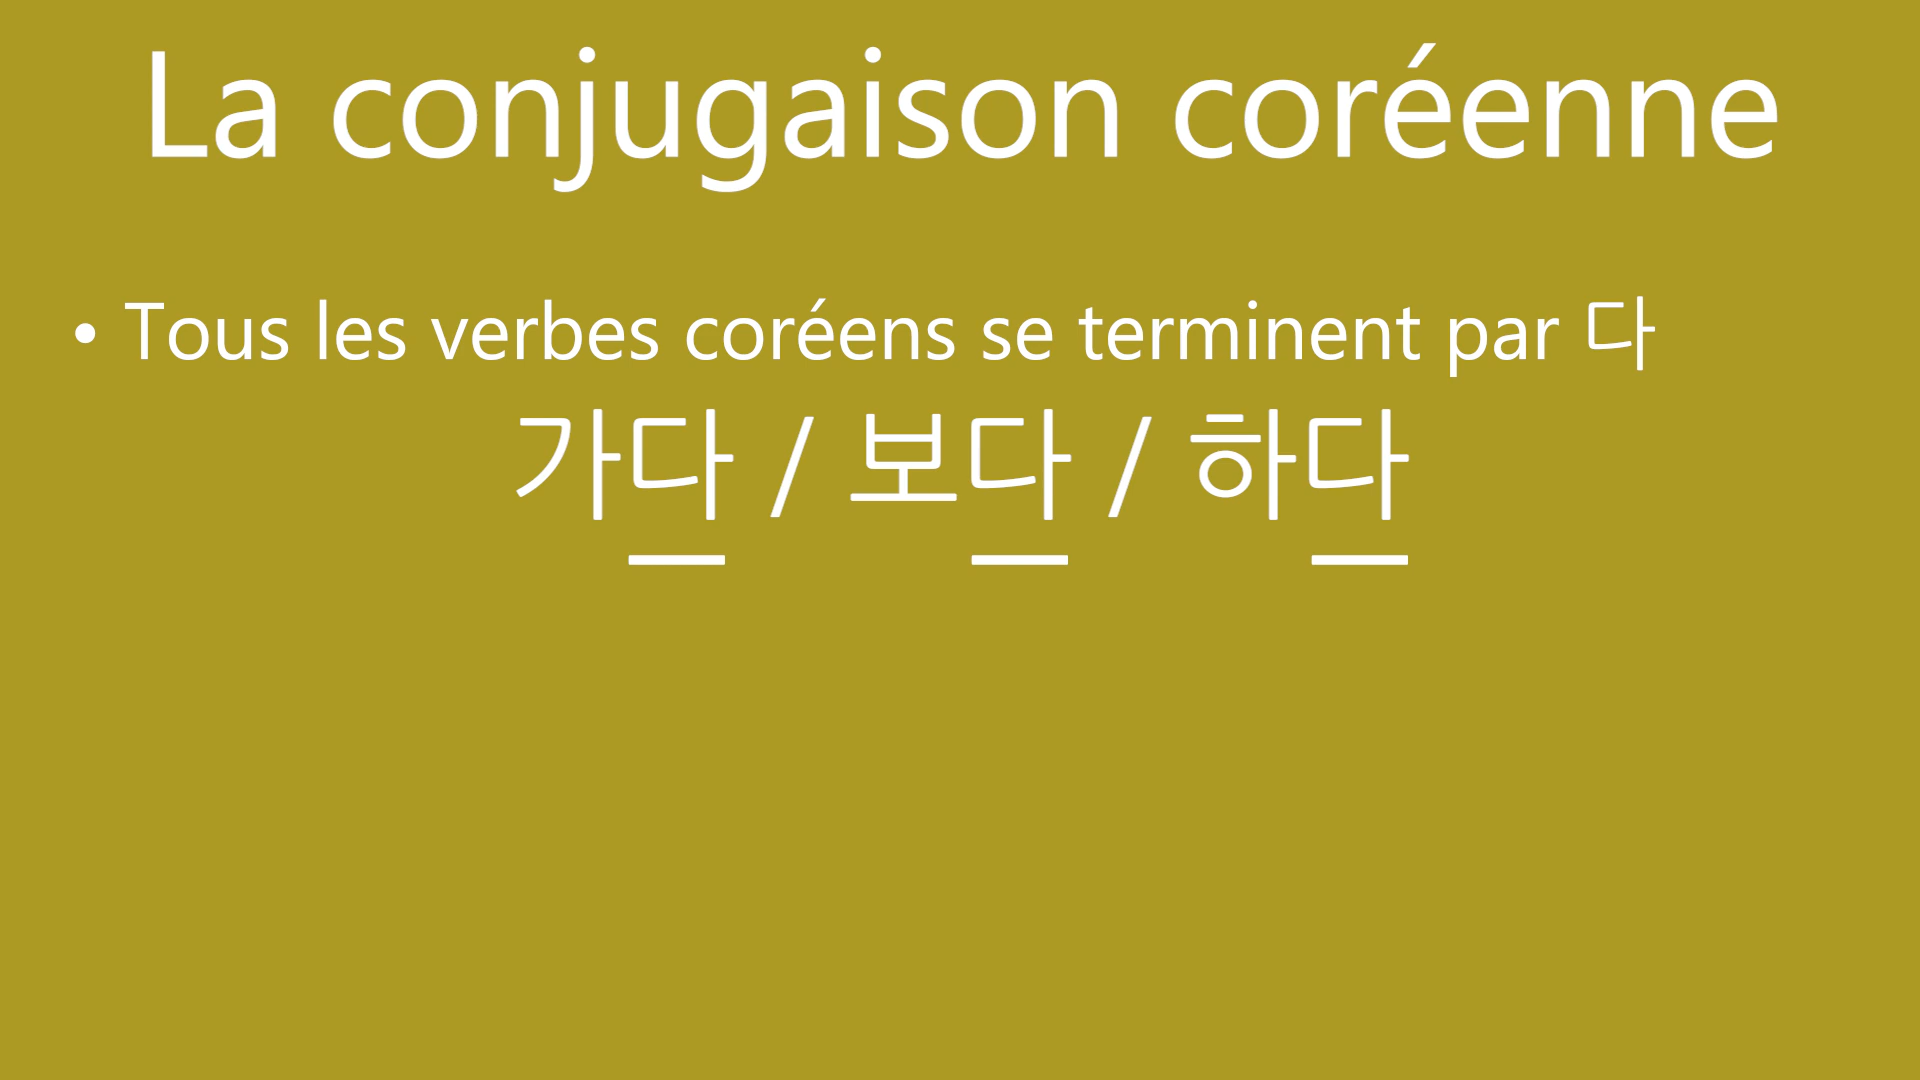 La conjugaison coréenne
• Tous les verbes coréens se terminent par 다
가다 / 보다 / 하다